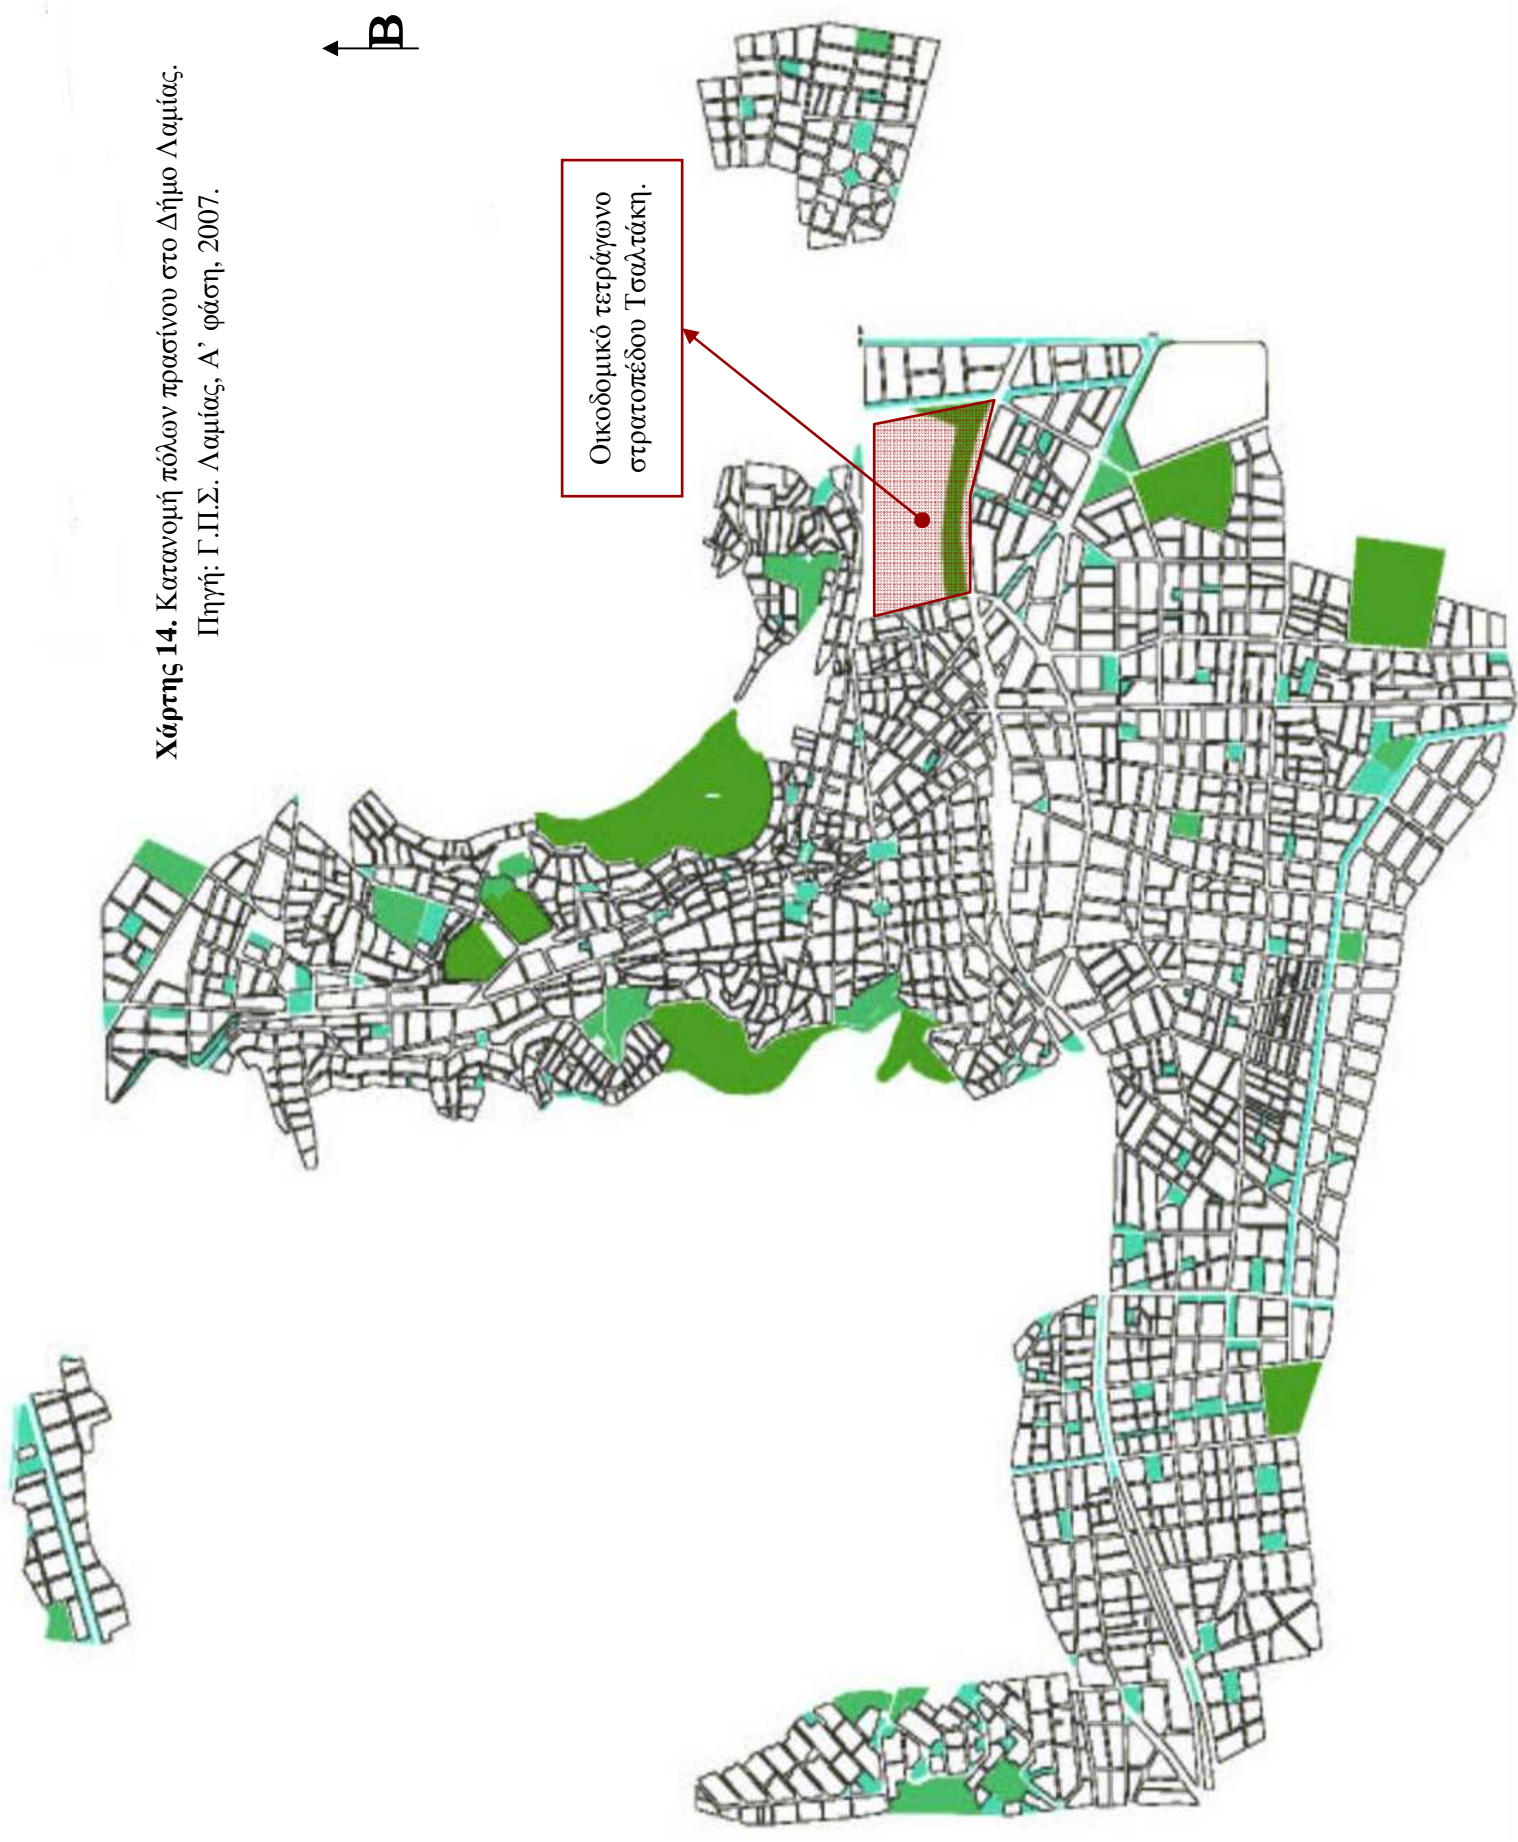 Χάρτης 14. Κατανομή πόλων πρασίνου στο Δήμο Λαμίας.
Πηγή: Γ.Π.Σ. Λαμίας, Α’ φάση, 2007.
Β
Οικοδομικό τετράγωνο
στρατοπέδου Τσαλτάκη.